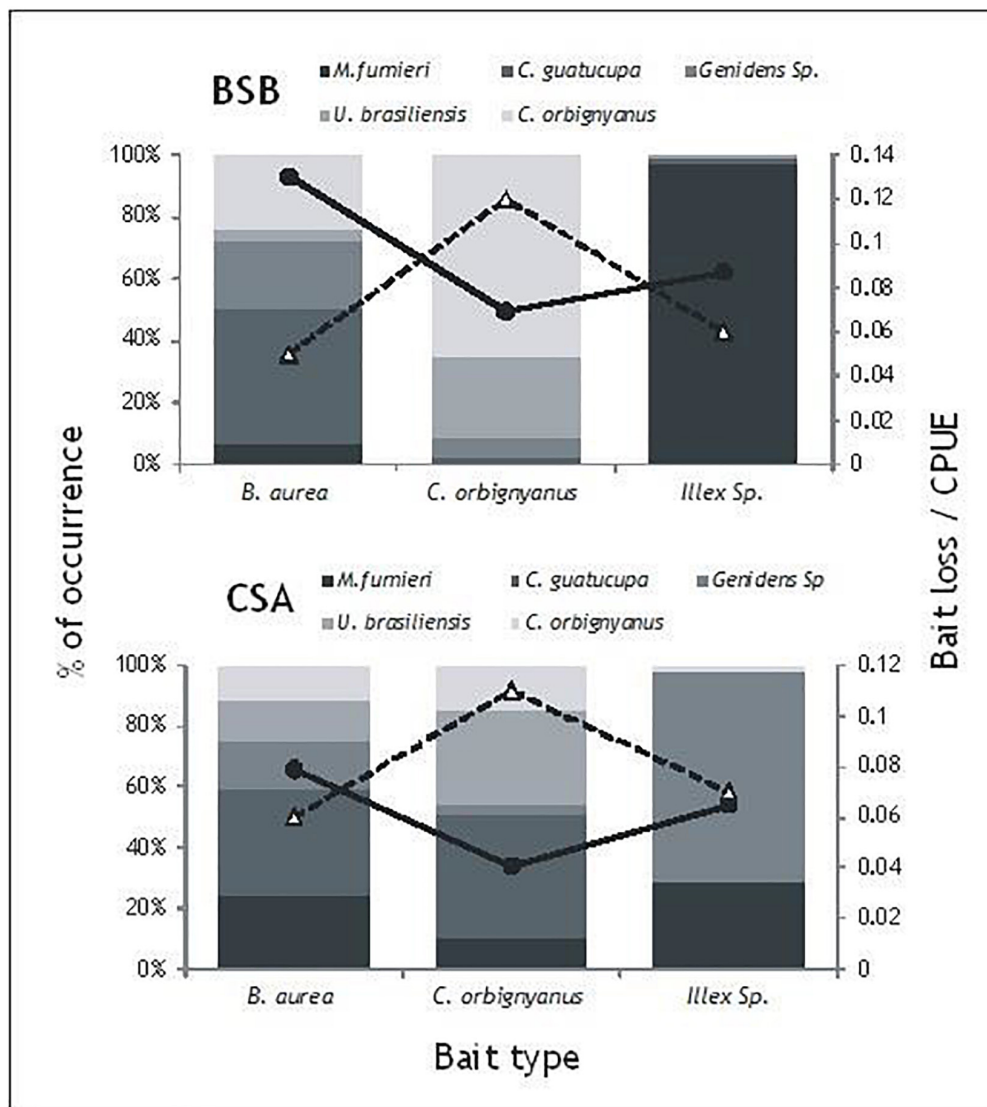 M.fumieri C. guatucupa Genidens Sp.
BSB
U. brasiliensis C. orbignyanus
100% 0.14
0.12
80%
0.1
60% 0.08
0.06
40%
0.04
20%
0.02
0% 0
B. aurea C. orbignyanus Illex Sp.
% of occurrence
Bait loss / CPUE
M.fumieri C. guatucupa Genidens Sp
CSA
U. brasiliensis C. orbignyanus
100% 0.12
0.1
80%
0.08
60%
0.06
40%
0.04
20%
0.02
0% 0
B. aurea C. orbignyanus Illex Sp.
Bait type